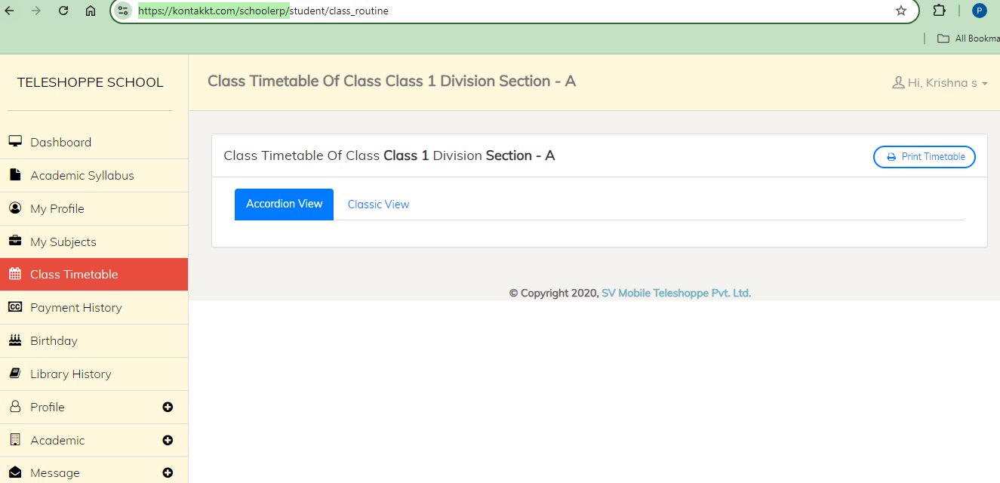 https://kontakkt.com/schoolerp/student/class_routine
P
All Bookma
TELESHOPPE SCHOOL
Class Timetable Of Class Class 1 Division Section - A
Hi, Krishna s
Dashboard
Academic Syllabus
My Profile
My Subjects
Class Timetable
CC Payment History
Birthday
Library History
Profile
Academic
Message
Class Timetable Of Class Class 1 Division Section - A
Print Timetable
Accordion View
Classic View
© Copyright 2020, SV Mobile Teleshoppe Pvt. Ltd.